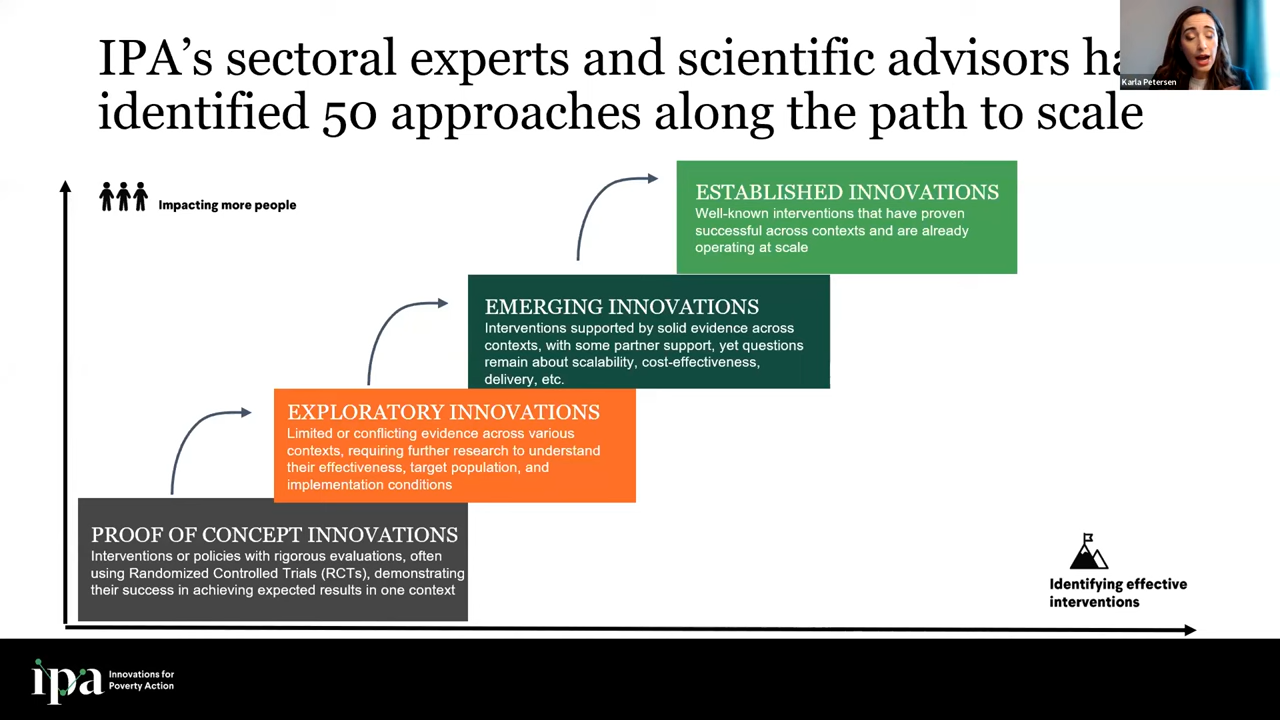 IPA’s sectoral experts and scientific advisors ha
identified 50 approaches along the path to scale
Karla Petersen
Impacting more people
ESTABLISHED INNOVATIONS
Well-known interventions that have proven
successful across contexts and are already
operating at scale
EMERGING INNOVATIONS
Interventions supported by solid evidence across
contexts, with some partner support, yet questions
remain about scalability, cost-effectiveness,
delivery, etc.
EXPLORATORY INNOVATIONS
Limited or conflicting evidence across various
contexts, requiring further research to understand
their effectiveness, target population, and
implementation conditions
PROOF OF CONCEPT INNOVATIONS
Interventions or policies with rigorous evaluations, often
using Randomized Controlled Trials (RCTs), demonstrating
their success in achieving expected results in one context
Identifying effective
interventions
ipa
Innovations for
Poverty Action